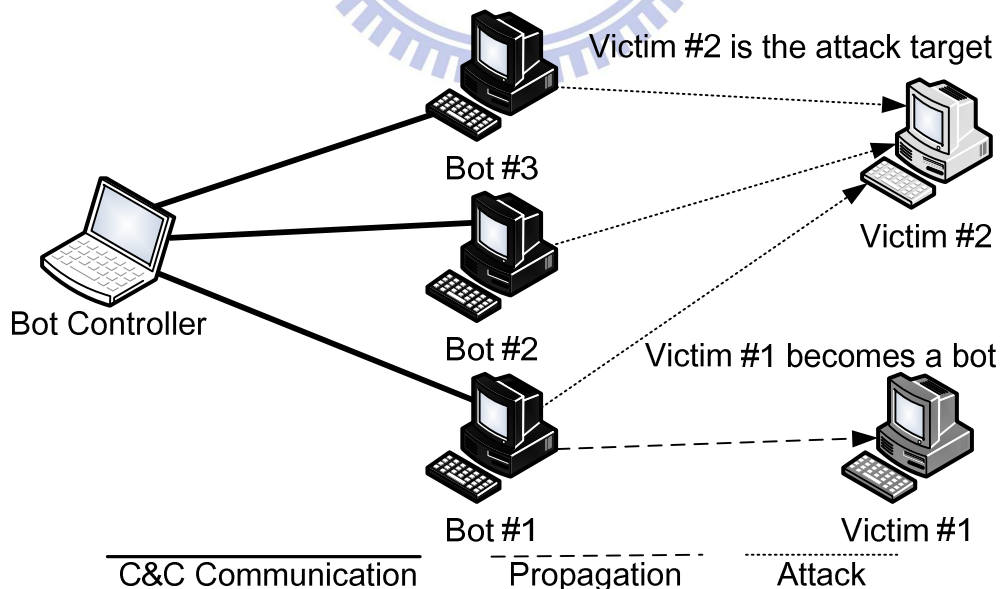 Victim #2 is the attack target
Bot #3
Victim #2
Bot Controller
Bot #2
Victim #1 becomes a bot
Bot #1
Victim #1
C&C Communication
Propagation
Attack